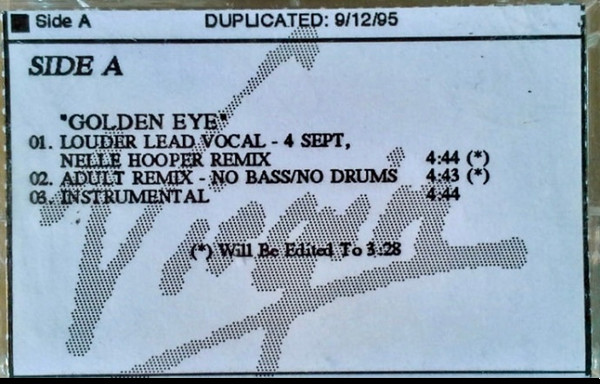 Side A DUPLICATED: 9/12/95
SIDE A
"GOLDEN EYE"
01. LOUDER LEAD VOCAL - 4 SEPT,
NELLE HOOPER REMIX 4:44 (*)
02. ADULT REMIX - NO BASS/NO DRUMS 4:43 (*)
03. INSTRUMENTAL 4:44
(*) Will Be Edited To 3:28
Virgin